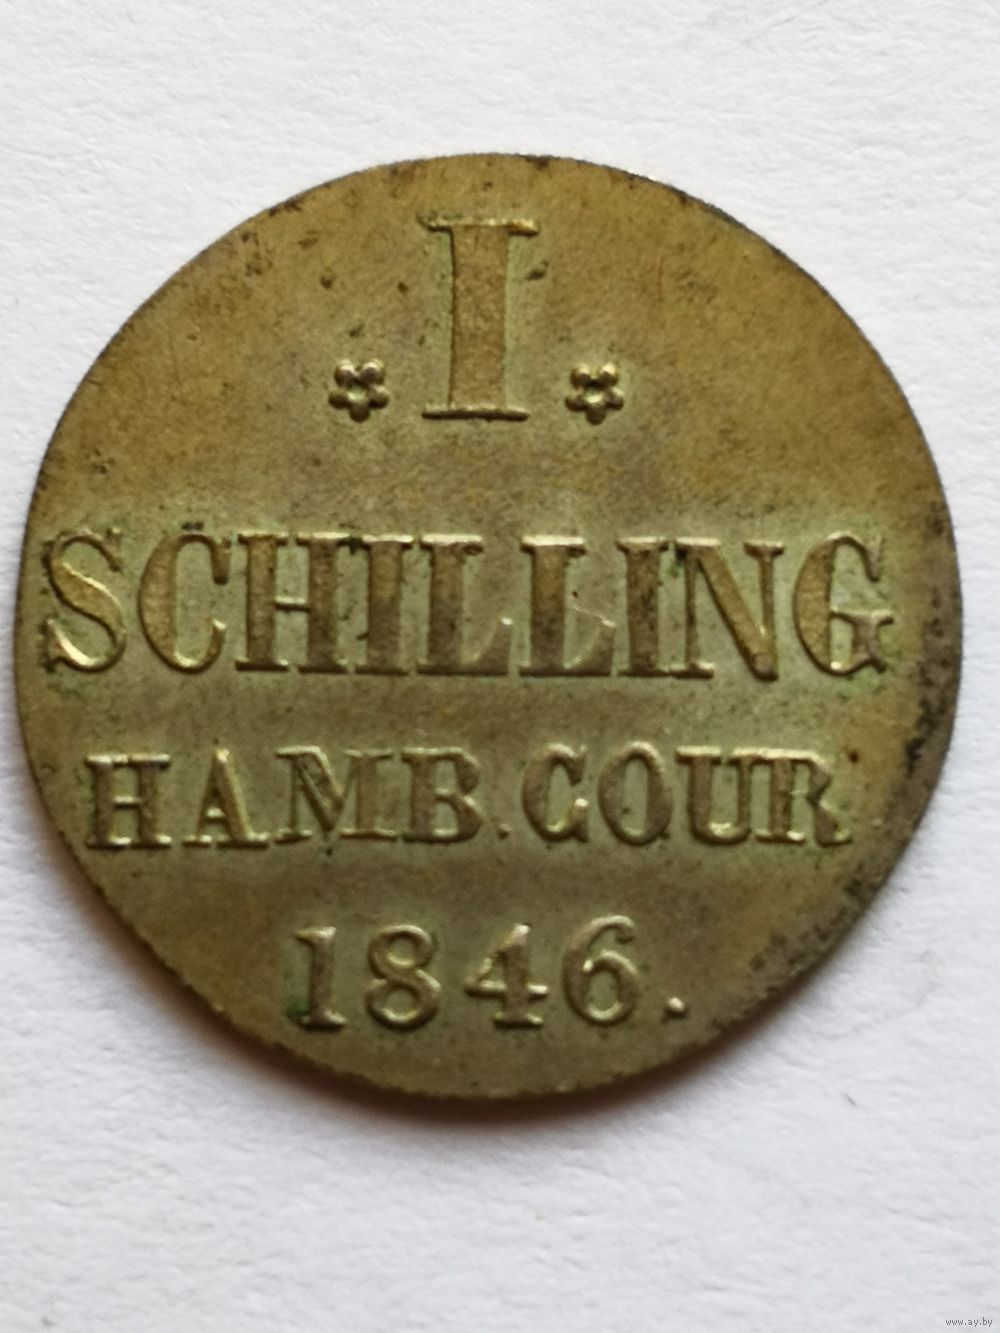 I
SCHILLING
HAMB. COUR
1846.
www.ay.by